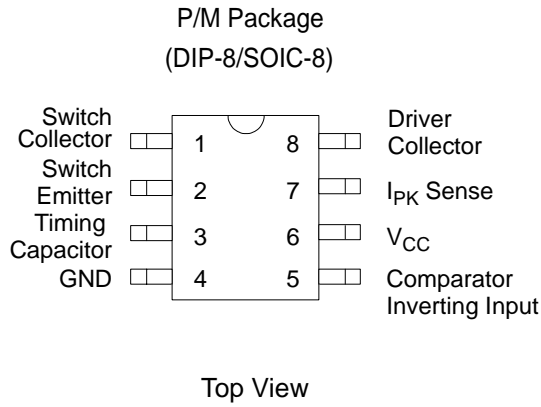 P/M Package
(DIP-8/SOIC-8)
Switch
Collector
1
8
Driver
Collector
Switch
Emitter
2
7
IPK Sense
Timing
Capacitor
3
6
VCC
GND
4
5
Comparator
Inverting Input
Top View